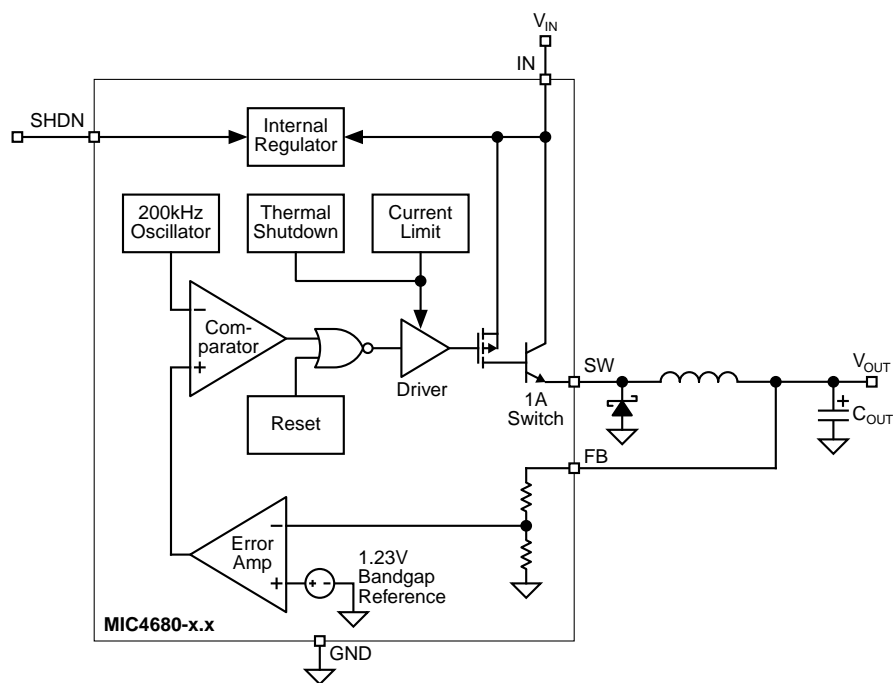 VIN
IN
SHDN
Internal
Regulator
200kHz
Oscillator
Thermal
Shutdown
Current
Limit
−
Com-
parator
+
Driver
Reset
1A
Switch
SW
VOUT
+
COUT
FB
−
Error
Amp
+
+ −
1.23V
Bandgap
Reference
MIC4680-x.x
GND